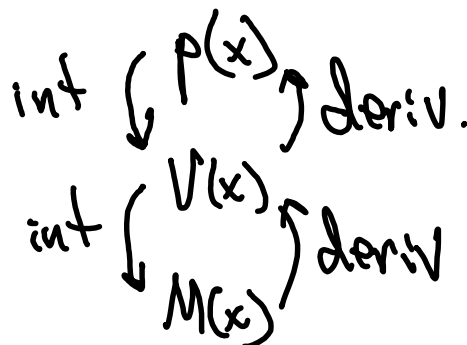 p(x)
int deriv.
V(x)
int deriv
M(x)